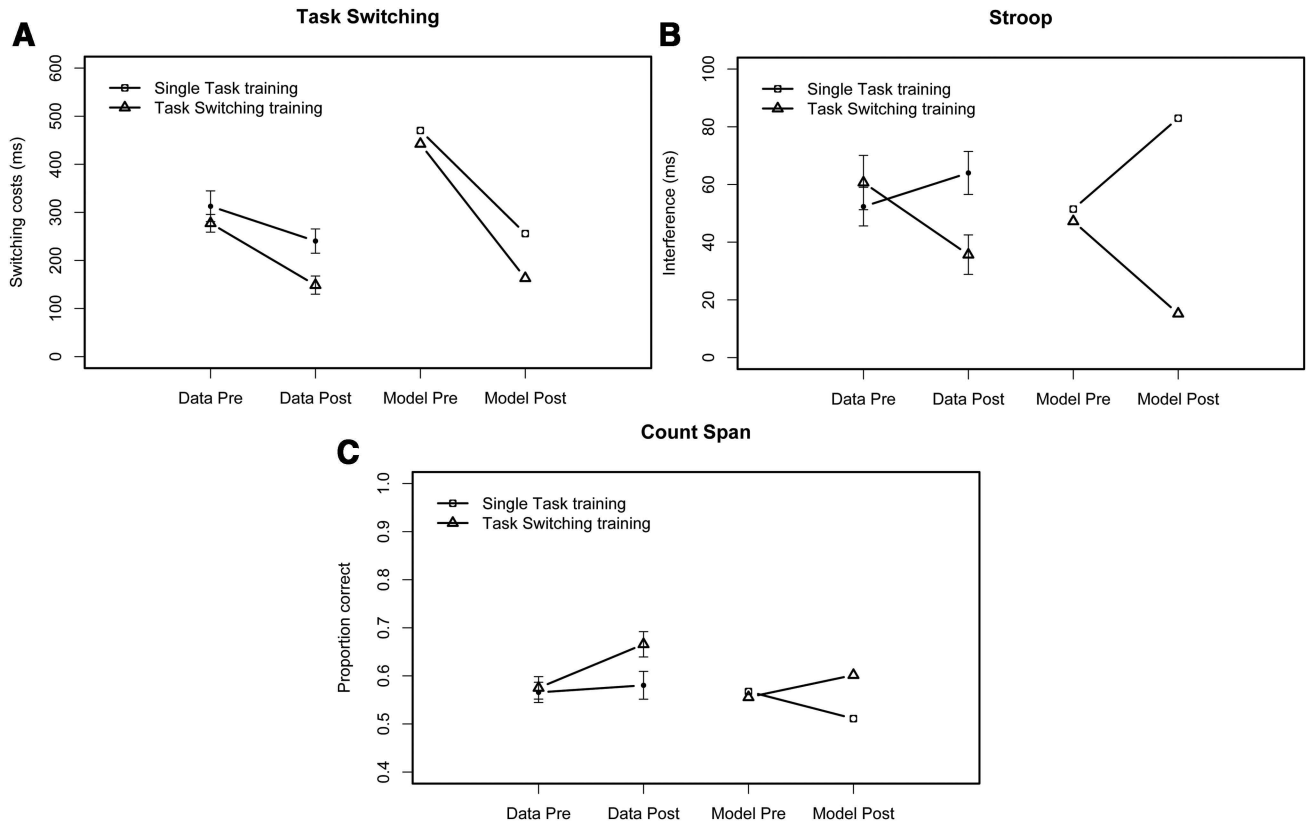 A
Task Switching
Switching costs (ms)
600
500
400
300
200
100
0
Single Task training
Task Switching training
Data Pre
Data Post
Model Pre
Model Post
B
Stroop
Interference (ms)
100
80
60
40
20
0
Single Task training
Task Switching training
Data Pre
Data Post
Model Pre
Model Post
C
Count Span
Proportion correct
1.0
0.9
0.8
0.7
0.6
0.5
0.4
Single Task training
Task Switching training
Data Pre
Data Post
Model Pre
Model Post